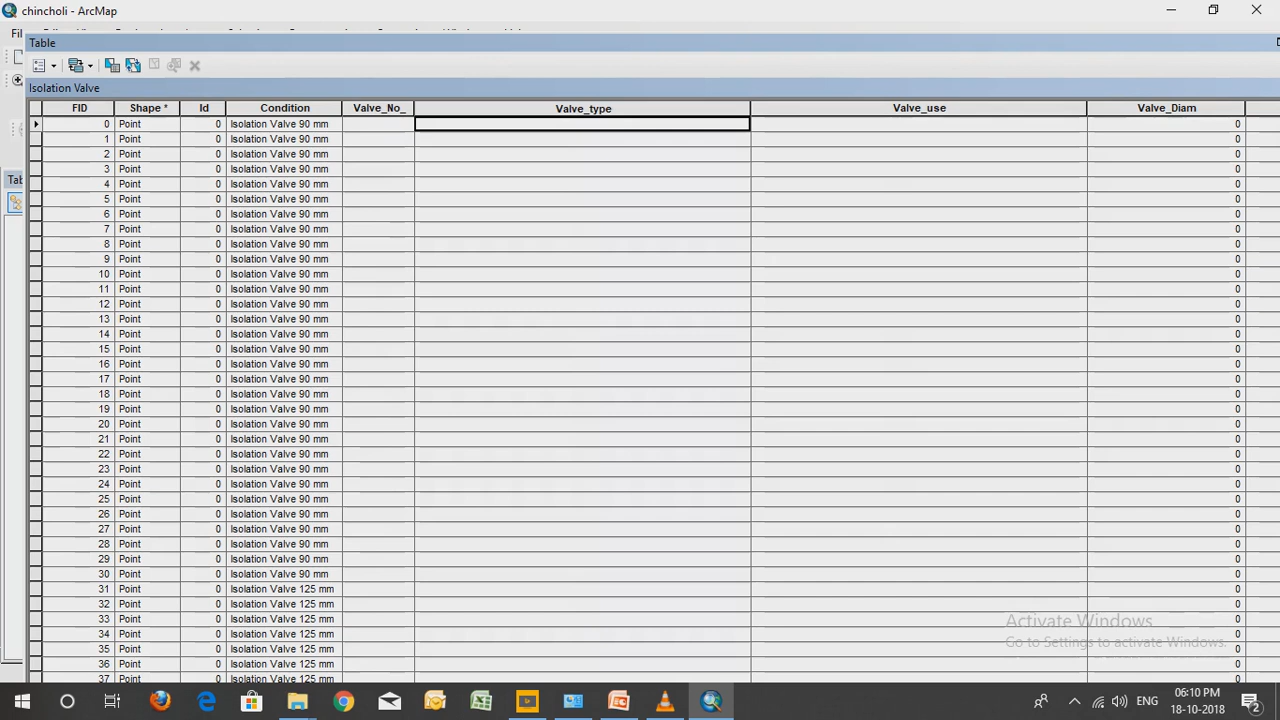 chincholi - ArcMap
Fil
Table
Isolation Valve
FID Shape * Id Condition Valve_No_ Valve_type Valve_use Valve_Diam
0 Point 0 Isolation Valve 90 mm 0
1 Point 0 Isolation Valve 90 mm 0
2 Point 0 Isolation Valve 90 mm 0
3 Point 0 Isolation Valve 90 mm 0
Tab
4 Point 0 Isolation Valve 90 mm 0
5 Point 0 Isolation Valve 90 mm 0
6 Point 0 Isolation Valve 90 mm 0
7 Point 0 Isolation Valve 90 mm 0
8 Point 0 Isolation Valve 90 mm 0
9 Point 0 Isolation Valve 90 mm 0
10 Point 0 Isolation Valve 90 mm 0
11 Point 0 Isolation Valve 90 mm 0
12 Point 0 Isolation Valve 90 mm 0
13 Point 0 Isolation Valve 90 mm 0
14 Point 0 Isolation Valve 90 mm 0
15 Point 0 Isolation Valve 90 mm 0
16 Point 0 Isolation Valve 90 mm 0
17 Point 0 Isolation Valve 90 mm 0
18 Point 0 Isolation Valve 90 mm 0
19 Point 0 Isolation Valve 90 mm 0
20 Point 0 Isolation Valve 90 mm 0
21 Point 0 Isolation Valve 90 mm 0
22 Point 0 Isolation Valve 90 mm 0
23 Point 0 Isolation Valve 90 mm 0
24 Point 0 Isolation Valve 90 mm 0
25 Point 0 Isolation Valve 90 mm 0
26 Point 0 Isolation Valve 90 mm 0
27 Point 0 Isolation Valve 90 mm 0
28 Point 0 Isolation Valve 90 mm 0
29 Point 0 Isolation Valve 90 mm 0
30 Point 0 Isolation Valve 90 mm 0
31 Point 0 Isolation Valve 125 mm 0
32 Point 0 Isolation Valve 125 mm 0
33 Point 0 Isolation Valve 125 mm 0
34 Point 0 Isolation Valve 125 mm 0
35 Point 0 Isolation Valve 125 mm 0
36 Point 0 Isolation Valve 125 mm 0
37 Point 0 Isolation Valve 125 mm 0
Activate Windows
Go to Settings to activate Windows.
ENG
06:10 PM
18-10-2018
2